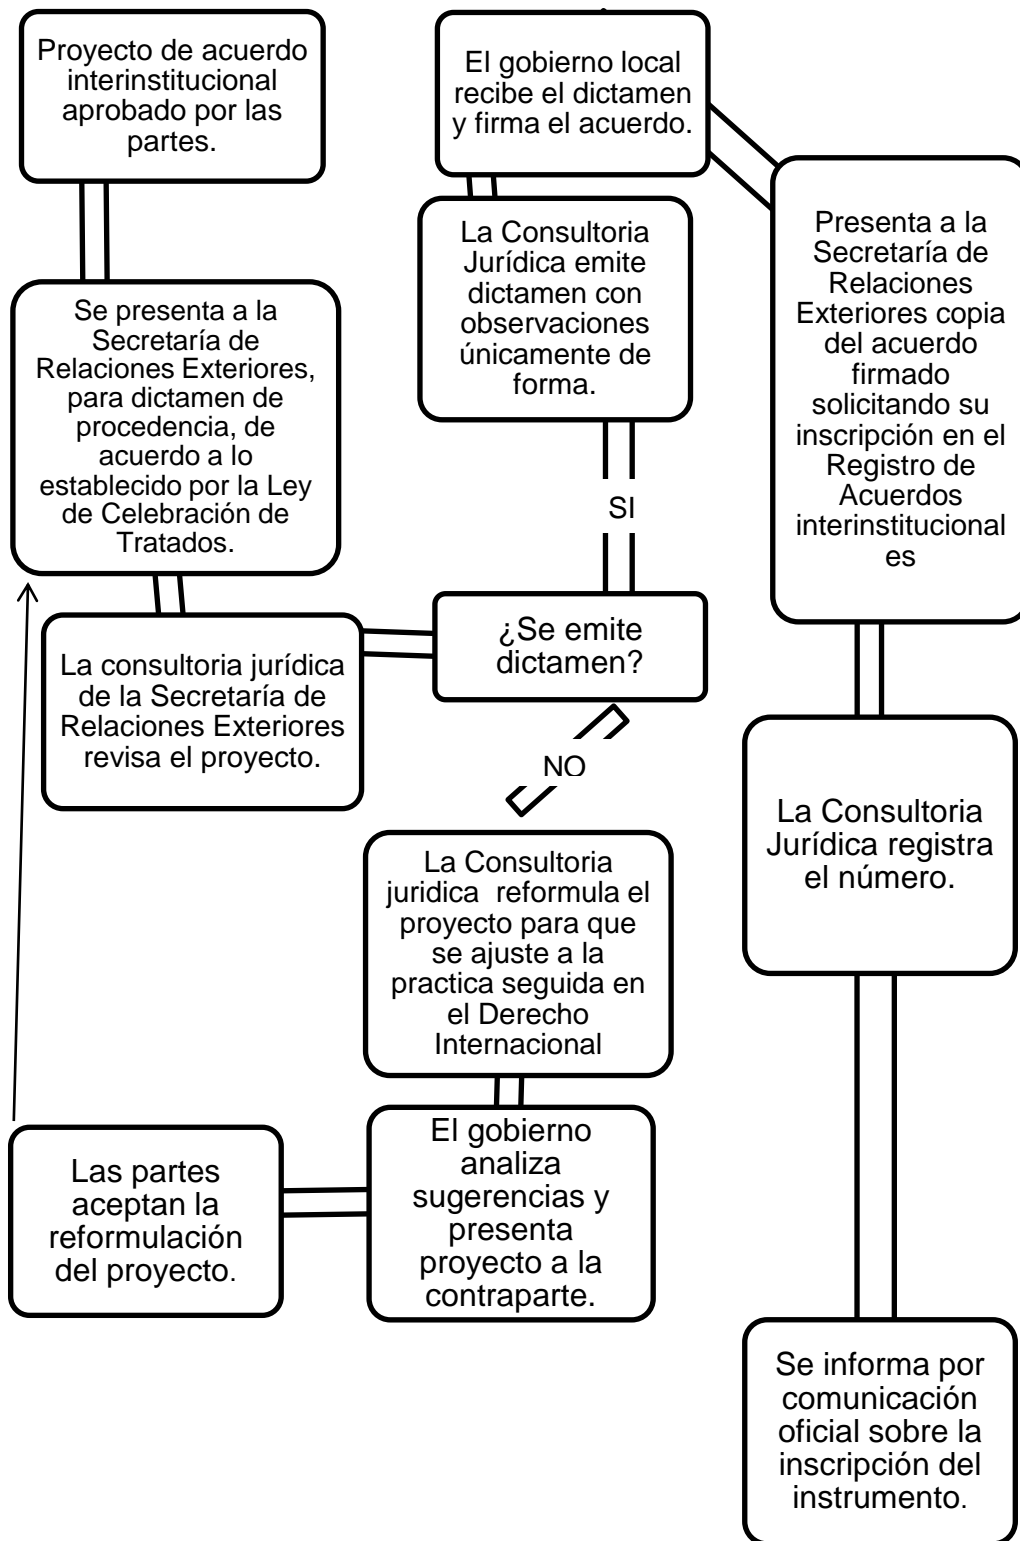 Proyecto de acuerdo
interinstitucional
aprobado por las
partes.
Se presenta a la
Secretaría de
Relaciones Exteriores,
para dictamen de
procedencia, de
acuerdo a lo
establecido por la Ley
de Celebración de
Tratados.
La consultoria jurídica
de la Secretaría de
Relaciones Exteriores
revisa el proyecto.
¿Se emite
dictamen?
SI
La Consultoria
Jurídica emite
dictamen con
observaciones
únicamente de
forma.
El gobierno local
recibe el dictamen
y firma el acuerdo.
Presenta a la
Secretaría de
Relaciones
Exteriores copia
del acuerdo
firmado
solicitando su
inscripción en el
Registro de
Acuerdos
interinstitucional
es
La Consultoria
Jurídica registra
el número.
Se informa por
comunicación
oficial sobre la
inscripción del
instrumento.
NO
La Consultoria
juridica reformula el
proyecto para que
se ajuste a la
practica seguida en
el Derecho
Internacional
El gobierno
analiza
sugerencias y
presenta
proyecto a la
contraparte.
Las partes
aceptan la
reformulación
del proyecto.